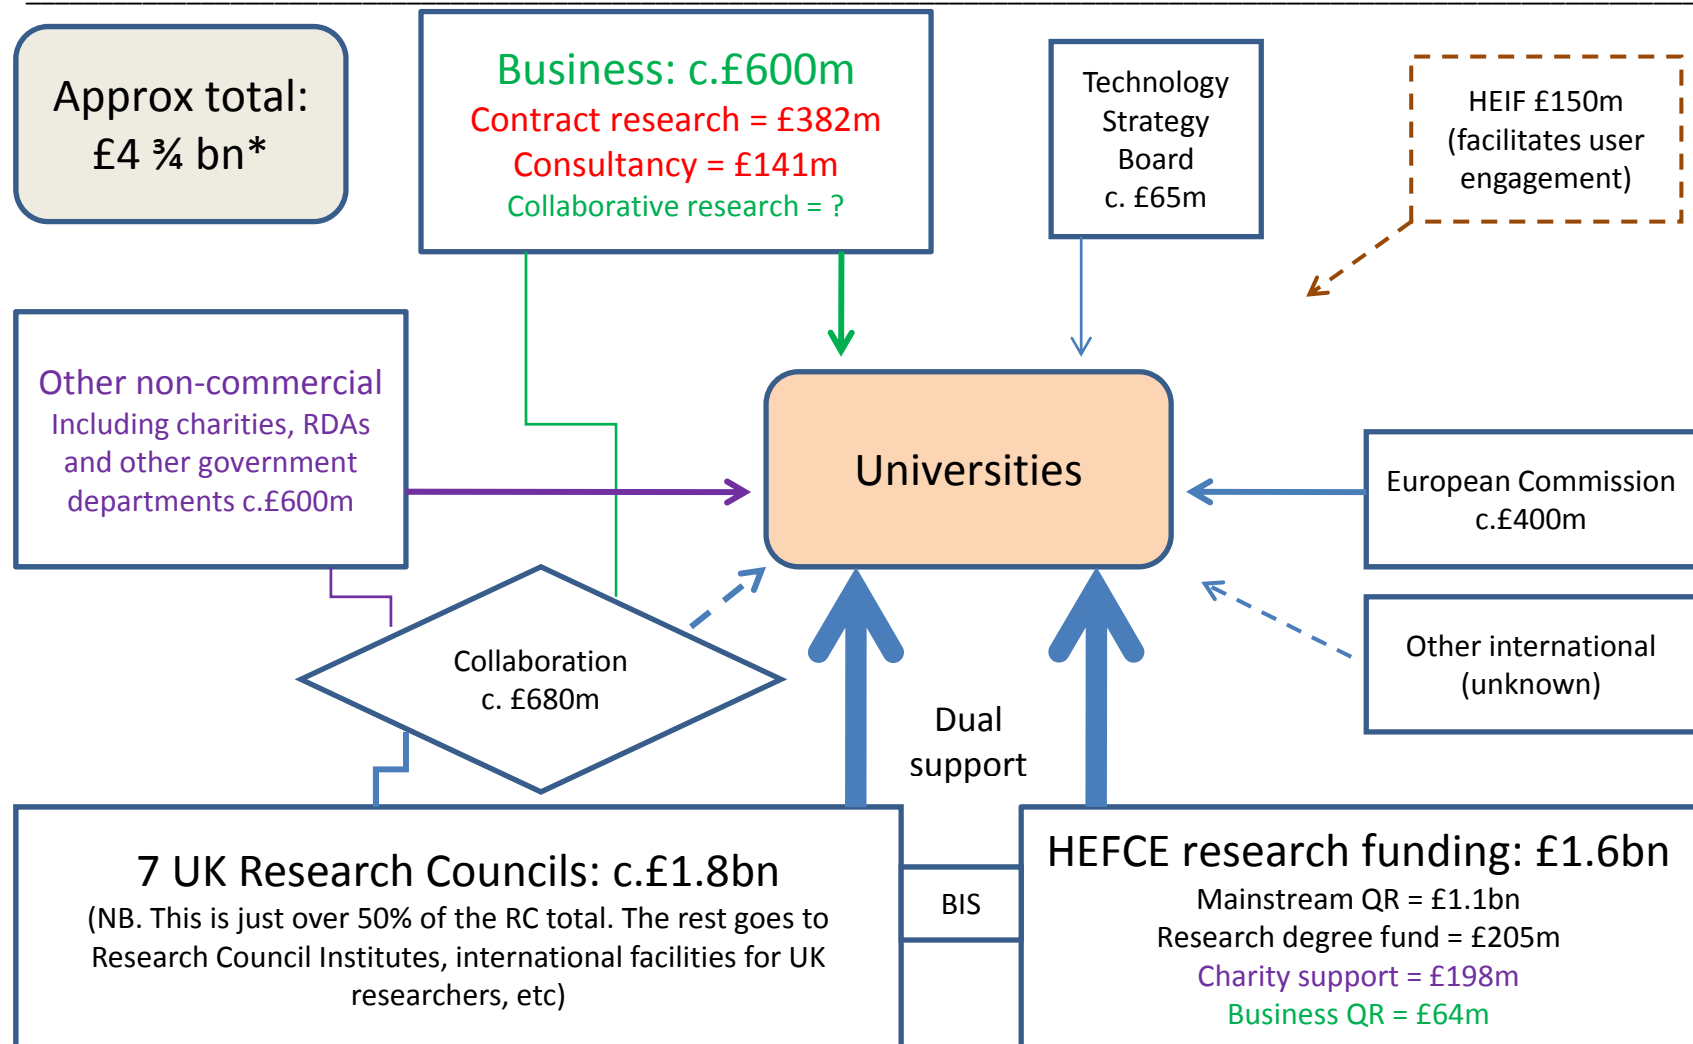 Approx total:
£4 ¾ bn*
Business: c.£600m
Contract research = £382m
Consultancy = £141m
Collaborative research = ?
Technology
Strategy
Board
c. £65m
HEIF £150m
(facilitates user
engagement)
Other non-commercial
Including charities, RDAs
and other government
departments c.£600m
Universities
European Commission
c.£400m
Other international
(unknown)
Collaboration
c. £680m
Dual
support
7 UK Research Councils: c.£1.8bn
(NB. This is just over 50% of the RC total. The rest goes to
Research Council Institutes, international facilities for UK
researchers, etc)
BIS
HEFCE research funding: £1.6bn
Mainstream QR = £1.1bn
Research degree fund = £205m
Charity support = £198m
Business QR = £64m